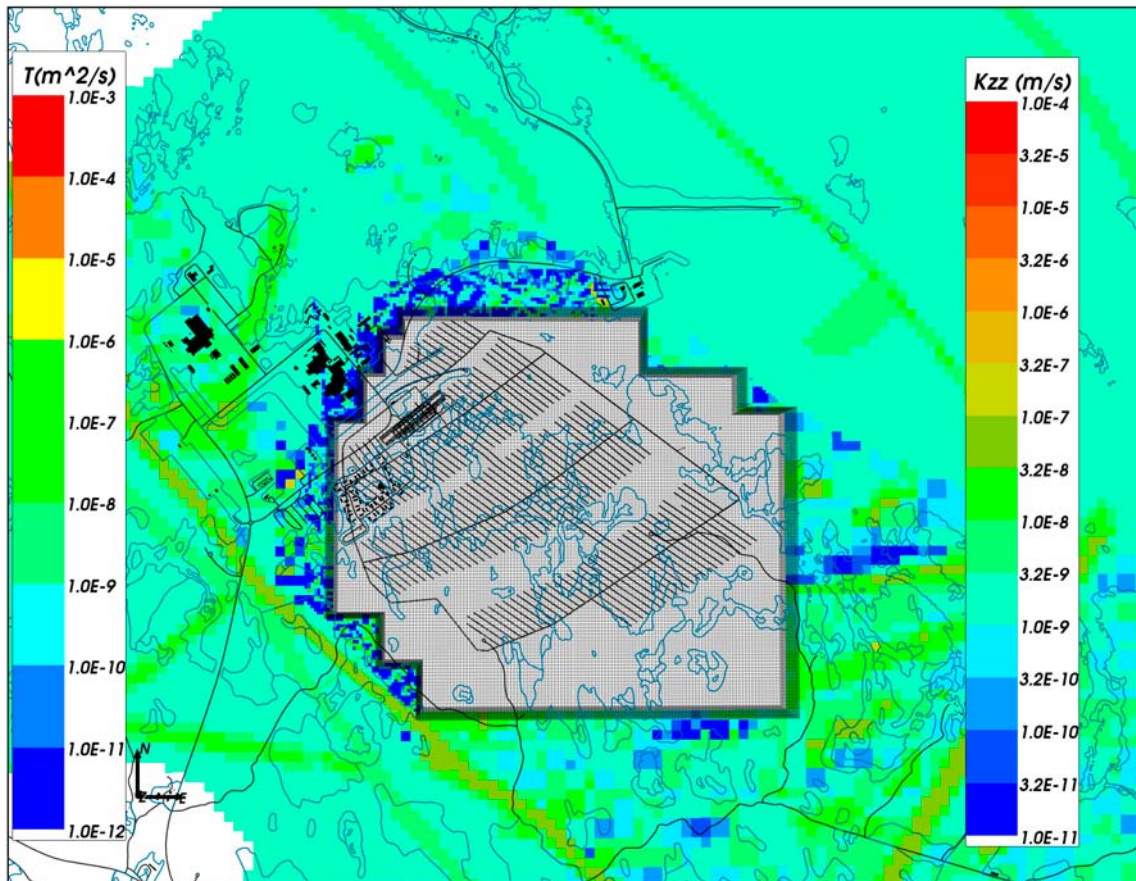 T(m^2/s)
1.0E-3
1.0E-4
1.0E-5
1.0E-6
1.0E-7
1.0E-8
1.0E-9
1.0E-10
1.0E-11
1.0E-12
Kzz (m/s)
1.0E-4
3.2E-5
1.0E-5
3.2E-6
1.0E-6
3.2E-7
1.0E-7
3.2E-8
1.0E-8
3.2E-9
1.0E-9
3.2E-10
1.0E-10
3.2E-11
1.0E-11
N
Z
E